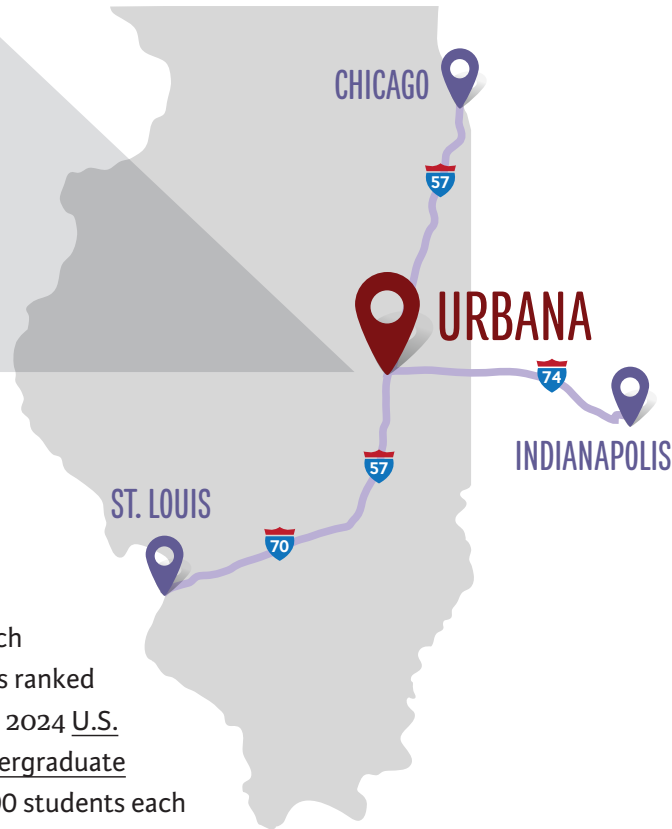 CHICAGO
57
URBANA
74
INDIANAPOLIS
57
ST. LOUIS
70
ch
s ranked
2024 U.S.
ergraduate
00 students each